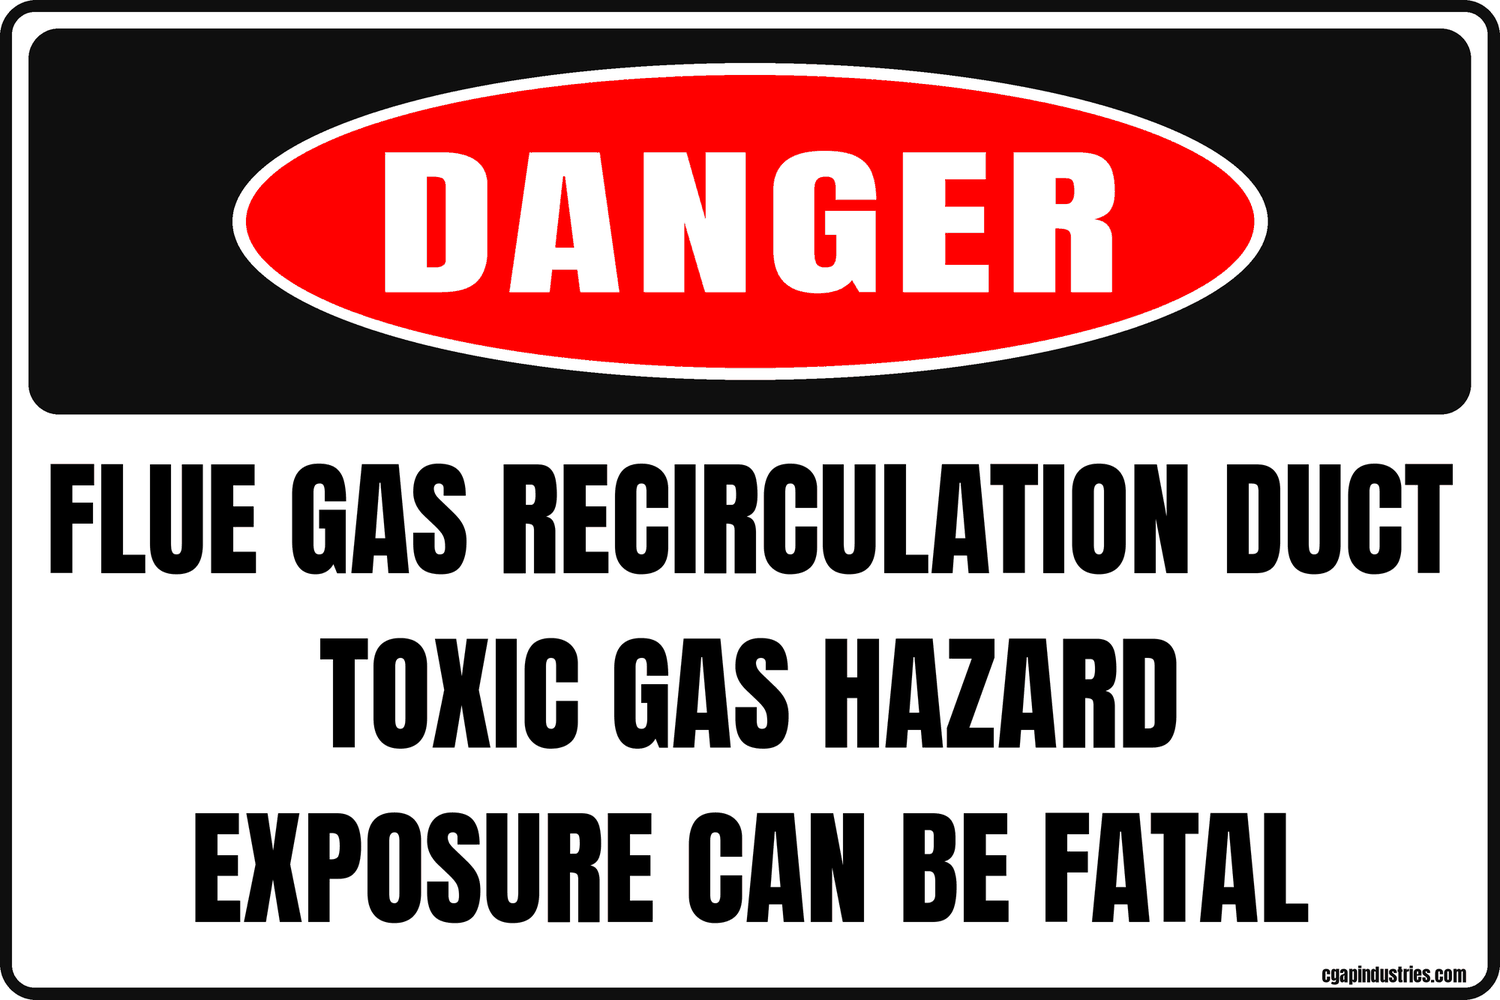 DANGER
FLUE GAS RECIRCULATION DUCT
TOXIC GAS HAZARD
EXPOSURE CAN BE FATAL
cgapindustries.com